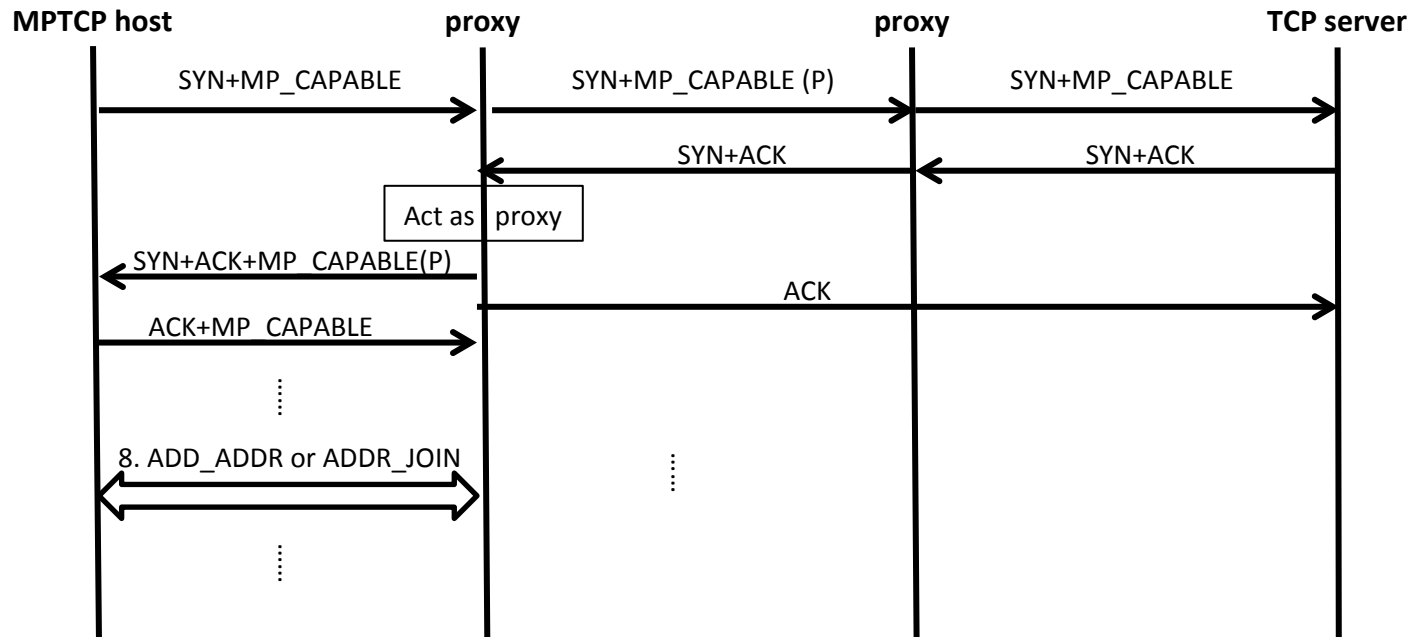 MPTCP host
proxy
proxy
TCP server
SYN+MP_CAPABLE
SYN+MP_CAPABLE (P)
SYN+MP_CAPABLE
SYN+ACK
SYN+ACK
Act as proxy
SYN+ACK+MP_CAPABLE(P)
ACK
ACK+MP_CAPABLE
8. ADD_ADDR or ADDR_JOIN